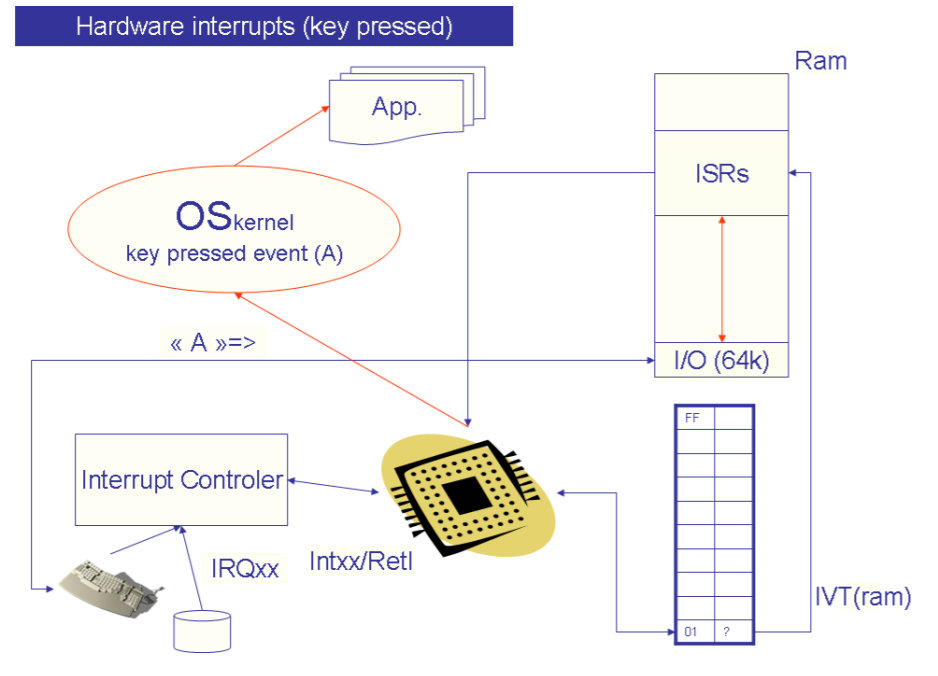 Hardware interrupts (key pressed)
Ram
App.
ISRs
OSkernel
key pressed event (A)
« A »=>
I/O (64k)
FF
Interrupt Controler
IRQxx
Intxx/RetI
IVT(ram)
01 ?